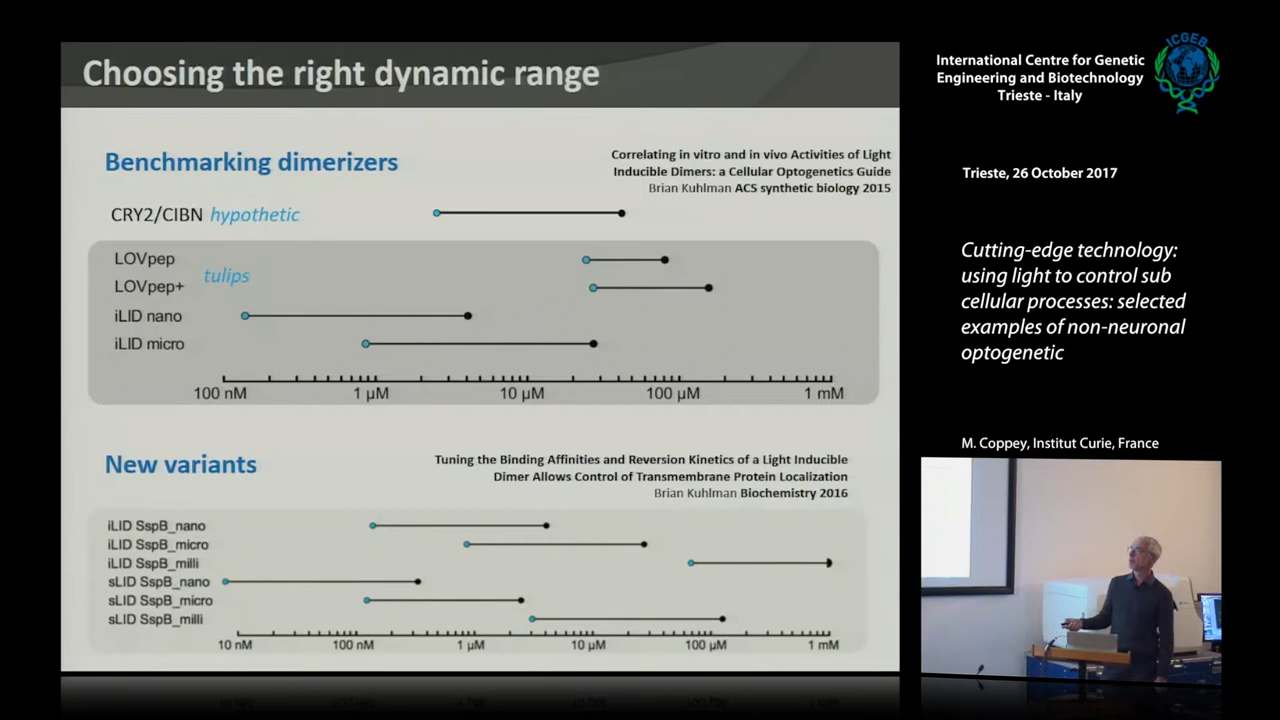 Choosing the right dynamic range
Benchmarking dimerizers
Correlating in vitro and in vivo Activities of Light
Inducible Dimers: a Cellular Optogenetics Guide
Brian Kuhlman ACS synthetic biology 2015
CRY2/CIBN hypothetic
LOVpep
tulips
LOVpep+
iLID nano
iLID micro
100 nM 1 µM 10 µM 100 µM 1 mM
New variants
Tuning the Binding Affinities and Reversion Kinetics of a Light Inducible
Dimer Allows Control of Transmembrane Protein Localization
Brian Kuhlman Biochemistry 2016
iLID SspB_nano
iLID SspB_micro
iLID SspB_milli
sLID SspB_nano
sLID SspB_micro
sLID SspB_milli
10 nM 100 nM 1 µM 10 µM 100 µM 1 mM
International Centre for Genetic
Engineering and Biotechnology
Trieste - Italy
ICGEB
Trieste, 26 October 2017
Cutting-edge technology:
using light to control sub
cellular processes: selected
examples of non-neuronal
optogenetic
M. Coppey, Institut Curie, France